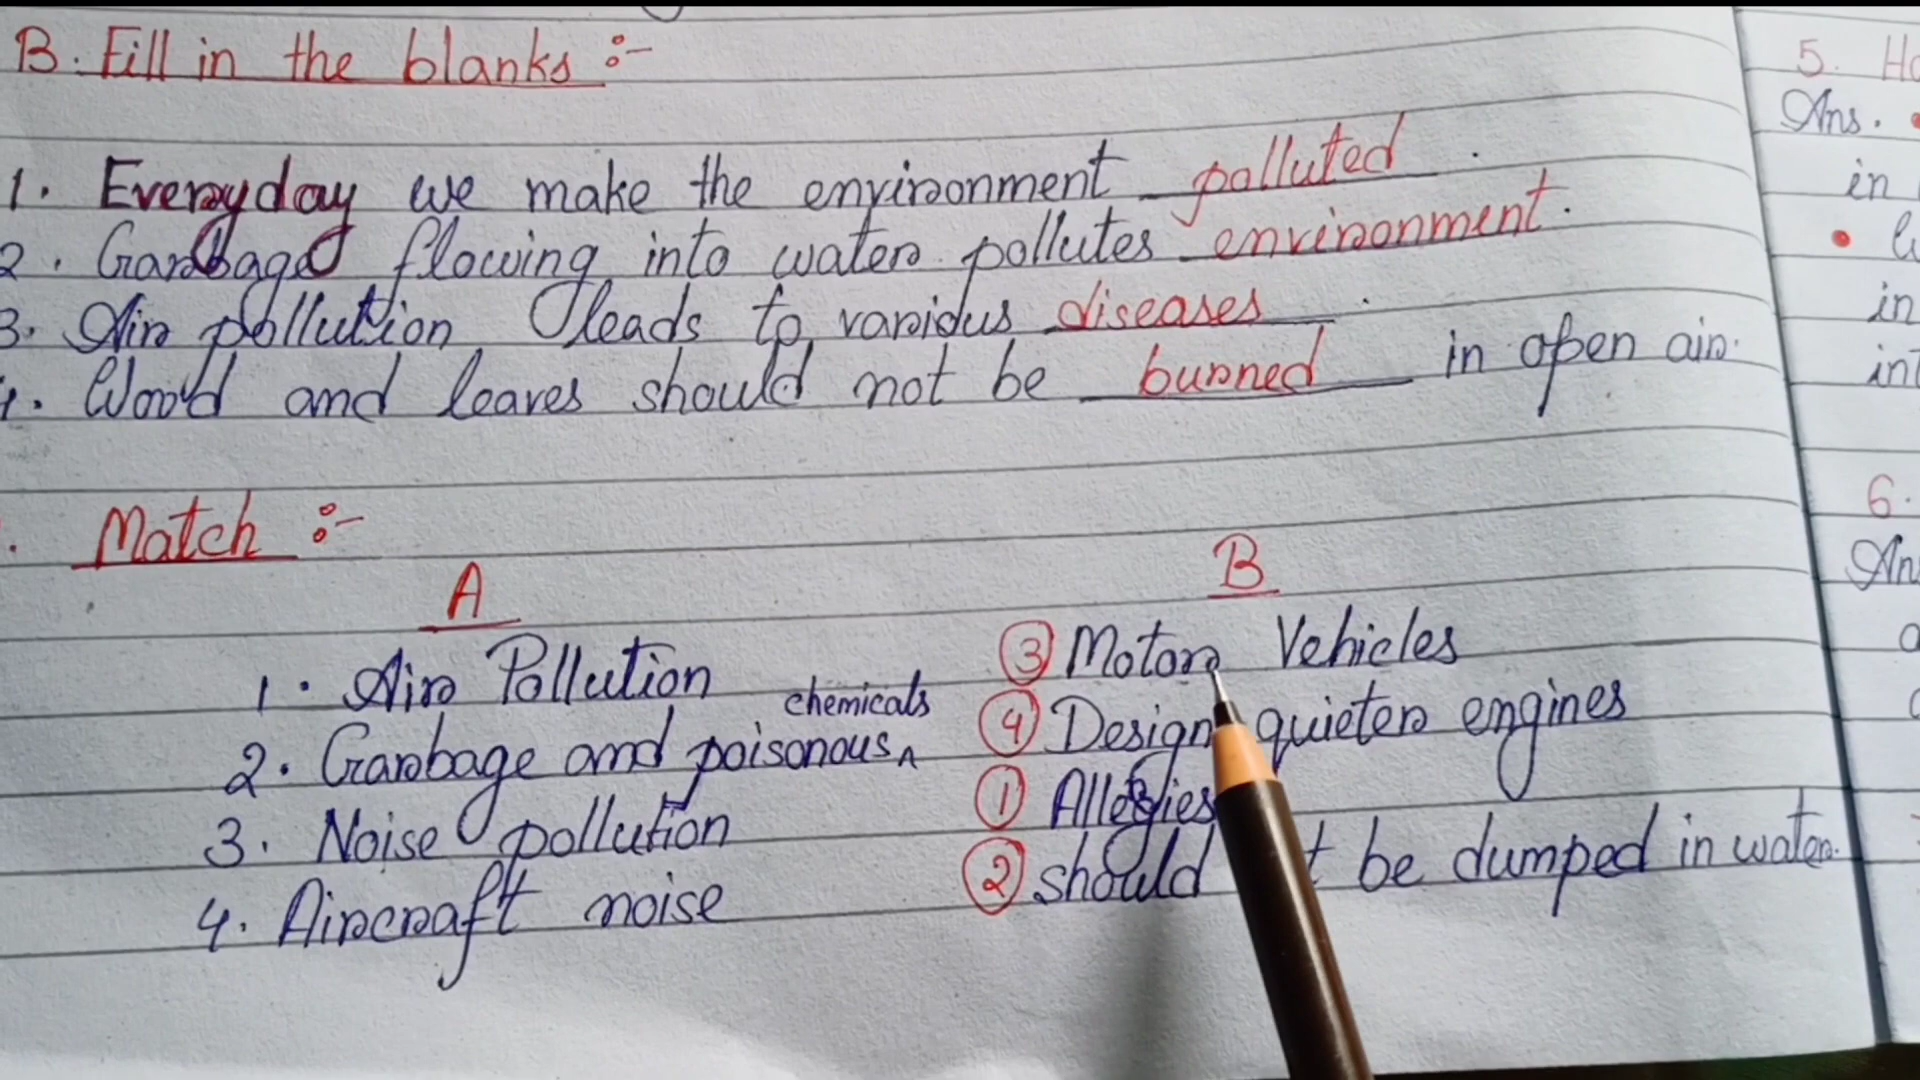 B. Fill in the blanks :-
1. Everyday we make the environment polluted.
2. Garbage flowing into water pollutes environment.
3. Air pollution leads to various diseases.
4. Wood and leaves should not be burned in open air.
Match :-
A
B
1. Air Pollution
2. Garbage and poisonous chemicals
3. Noise pollution
4. Aircraft noise
③ Motor Vehicles
④ Design quieter engines
① Allergies
② should be dumped in water.
5.
Ans.
in
in
6.